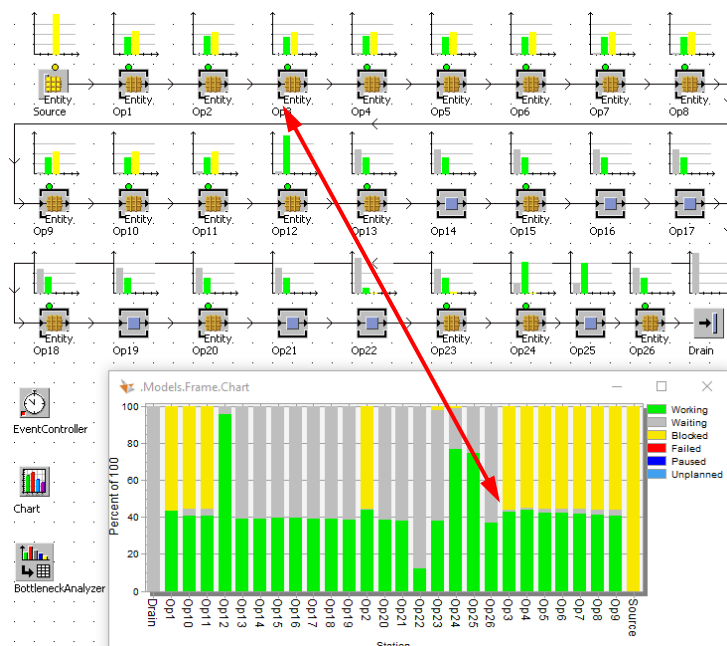 Entity. Entity. Entity. Entity. Entity. Entity. Entity. Entity. Entity.
Source Op1 Op2 Op3 Op4 Op5 Op6 Op7 Op8
Entity. Entity. Entity. Entity. Entity. Entity.
Op9 Op10 Op11 Op12 Op13 Op14 Op15 Op16 Op17
Entity. Entity. Entity. Entity. Entity.
Op18 Op19 Op20 Op21 Op22 Op23 Op24 Op25 Op26 Drain
EventController
Chart
BottleneckAnalyzer
.Models.Frame.Chart
Percent of 100
100
80
60
40
20
0
Working
Waiting
Blocked
Failed
Paused
Unplanned
Drain Op1 Op10 Op11 Op12 Op13 Op14 Op15 Op16 Op17 Op18 Op19 Op2 Op20 Op21 Op22 Op23 Op24 Op25 Op26 Op3 Op4 Op5 Op6 Op7 Op8 Op9 Source
Station